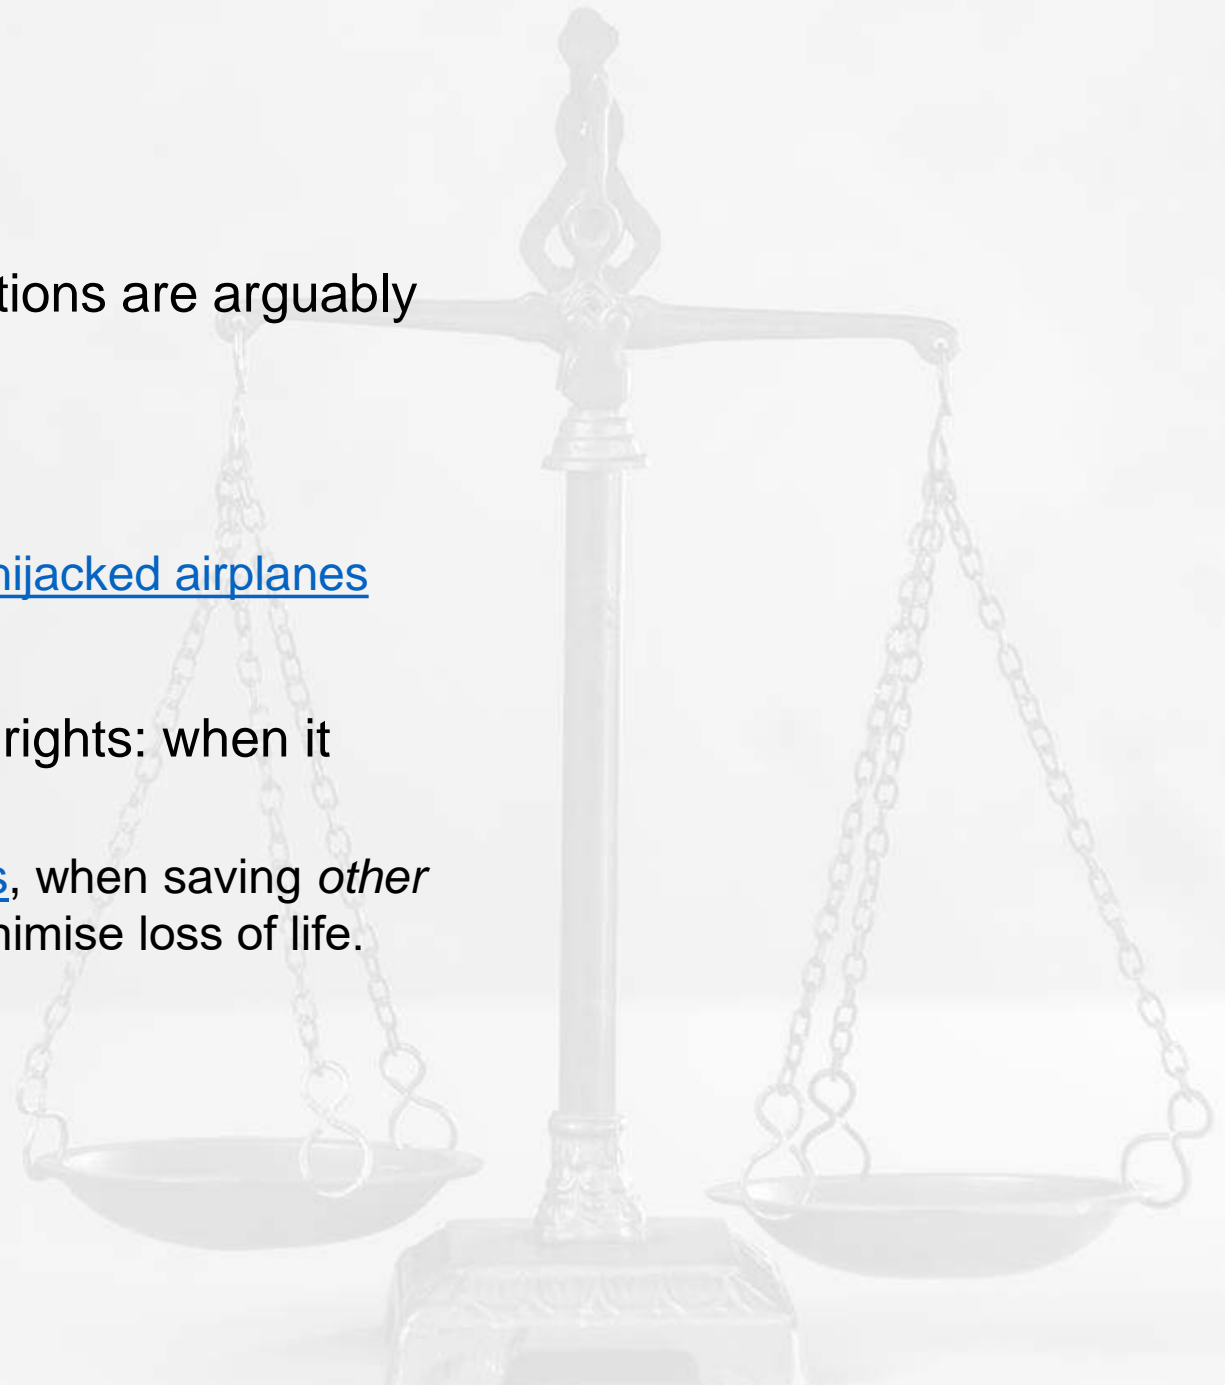 tions are arguably
hijacked airplanes
rights: when it
s, when saving other
nimise loss of life.